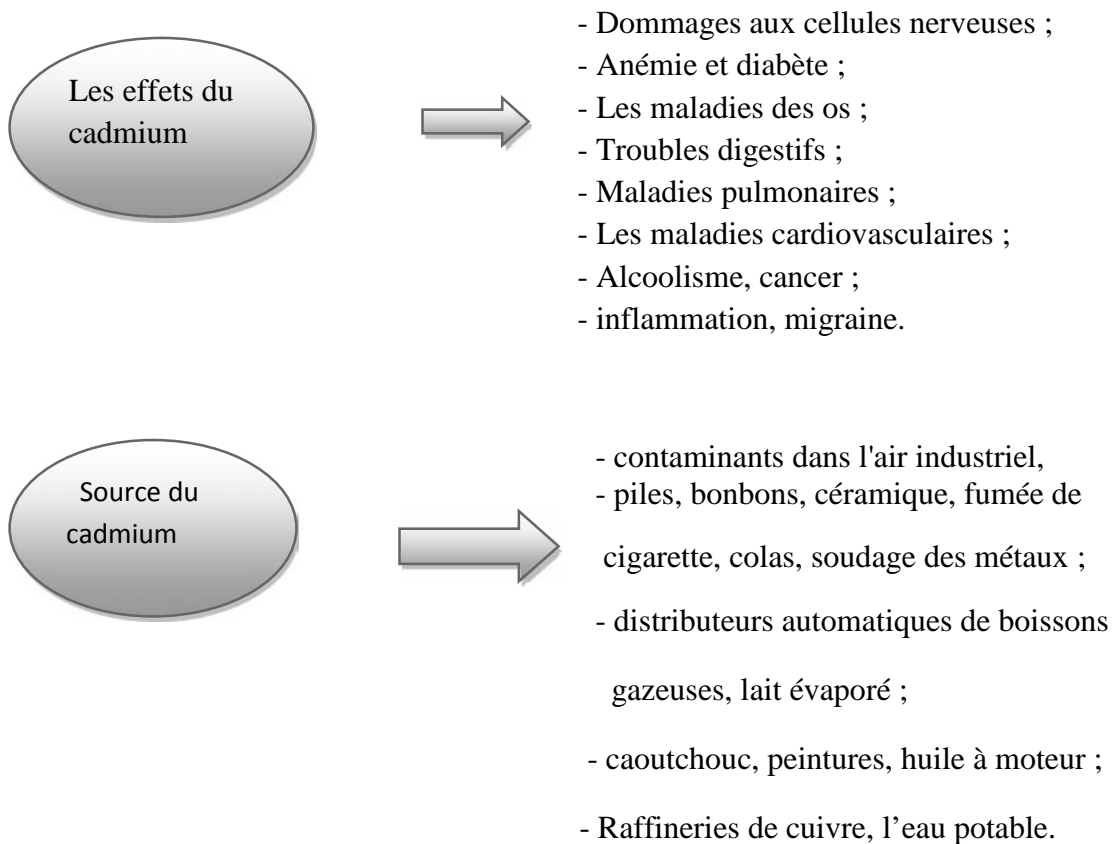 Les effets du
cadmium
- Dommages aux cellules nerveuses ;
- Anémie et diabète ;
- Les maladies des os ;
- Troubles digestifs ;
- Maladies pulmonaires ;
- Les maladies cardiovasculaires ;
- Alcoolisme, cancer ;
- inflammation, migraine.
Source du
cadmium
- contaminants dans l'air industriel,
- piles, bonbons, céramique, fumée de
cigarette, colas, soudage des métaux ;
- distributeurs automatiques de boissons
gazeuses, lait évaporé ;
- caoutchouc, peintures, huile à moteur ;
- Raffineries de cuivre, l’eau potable.